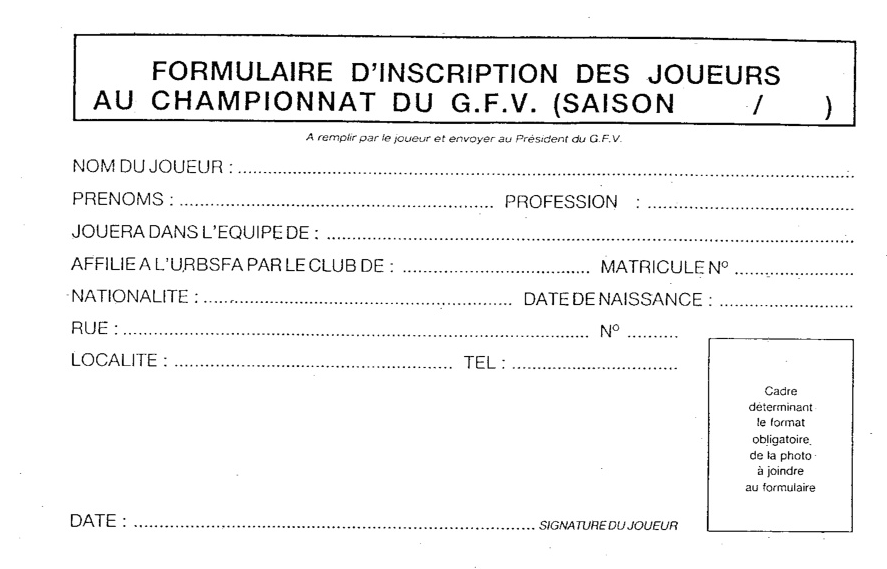 FORMULAIRE D'INSCRIPTION DES JOUEURS
AU CHAMPIONNAT DU G.F.V. (SAISON / )
A remplir par le joueur et envoyer au Président du G.F.V.
NOM DU JOUEUR : ..........
PRENOMS : .......... PROFESSION : ..........
JOUERA DANS L'EQUIPE DE : ..........
AFFILIE A L'URBSFA PAR LE CLUB DE : .......... MATRICULE Nº ..........
NATIONALITE : .......... DATE DE NAISSANCE : ..........
RUE : .......... Nº ..........
LOCALITE : .......... TEL : ..........
Cadre
déterminant
le format
obligatoire
de la photo
à joindre
au formulaire
DATE : .......... SIGNATURE DU JOUEUR